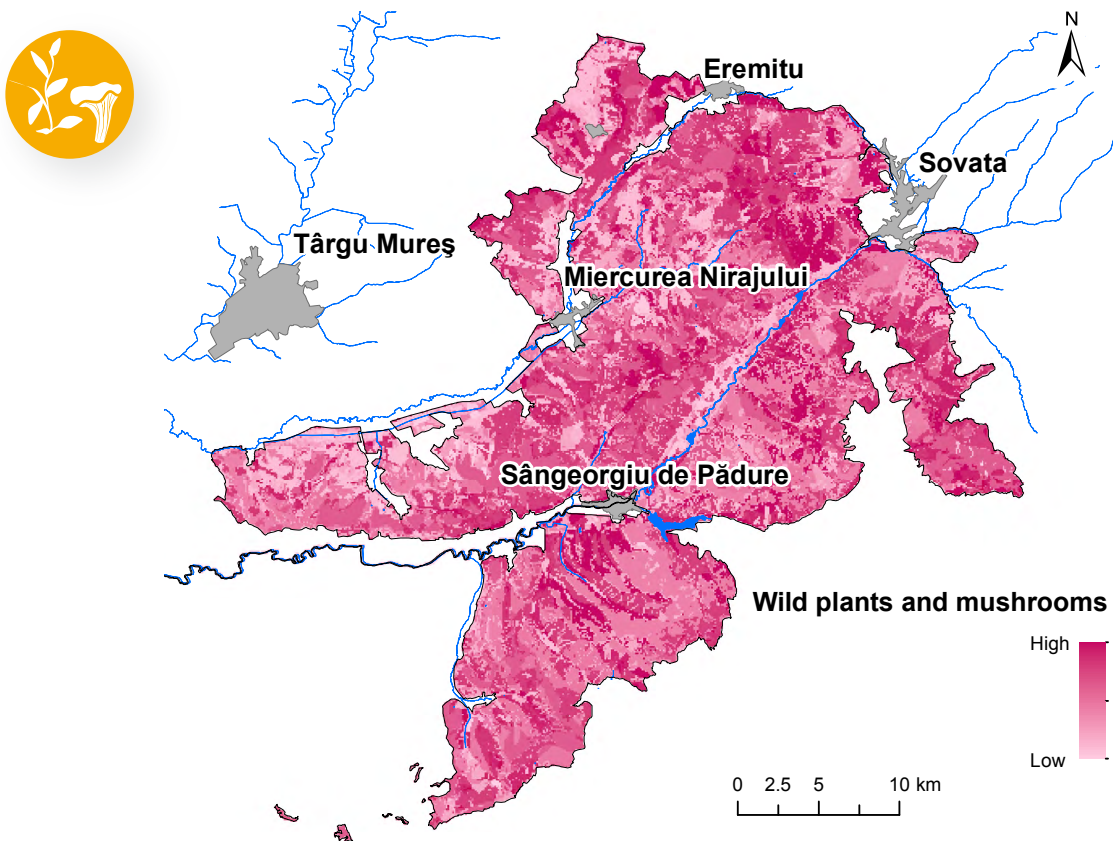 N
Eremitu
Sovata
Târgu Mureş
Miercurea Nirajului
Sângeorgiu de Pădure
Wild plants and mushrooms
High
Low
0 2.5 5 10 km